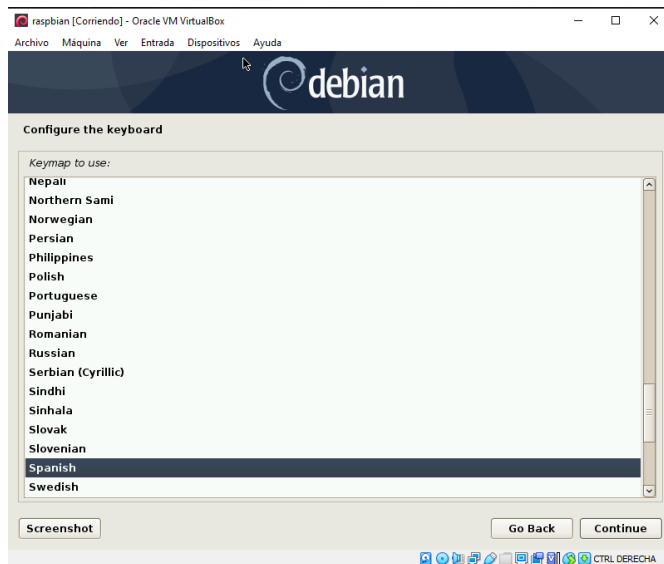 raspbian [Corriendo] - Oracle VM VirtualBox
Archivo Máquina Ver Entrada Dispositivos Ayuda
debian
Configure the keyboard
Keymap to use:
Nepali
Northern Sami
Norwegian
Persian
Philippines
Polish
Portuguese
Punjabi
Romanian
Russian
Serbian (Cyrillic)
Sindhi
Sinhala
Slovak
Slovenian
Spanish
Swedish
Screenshot Go Back Continue
CTRL DERECHA